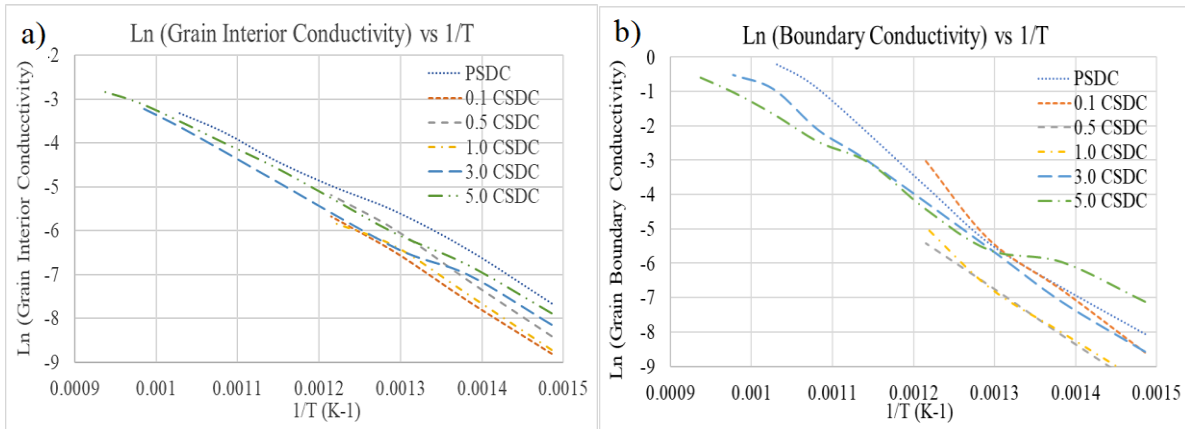 a)
Ln (Grain Interior Conductivity) vs 1/T
Ln (Grain Interior Conductivity)
-2
-3
-4
-5
-6
-7
-8
-9
PSDC
0.1 CSDC
0.5 CSDC
1.0 CSDC
3.0 CSDC
5.0 CSDC
0.0009 0.001 0.0011 0.0012 0.0013 0.0014 0.0015
1/T (K-1)
b)
Ln (Boundary Conductivity) vs 1/T
Ln (Grain Boundary Conductivity)
0
-1
-2
-3
-4
-5
-6
-7
-8
-9
PSDC
0.1 CSDC
0.5 CSDC
1.0 CSDC
3.0 CSDC
5.0 CSDC
0.0009 0.001 0.0011 0.0012 0.0013 0.0014 0.0015
1/T (K-1)